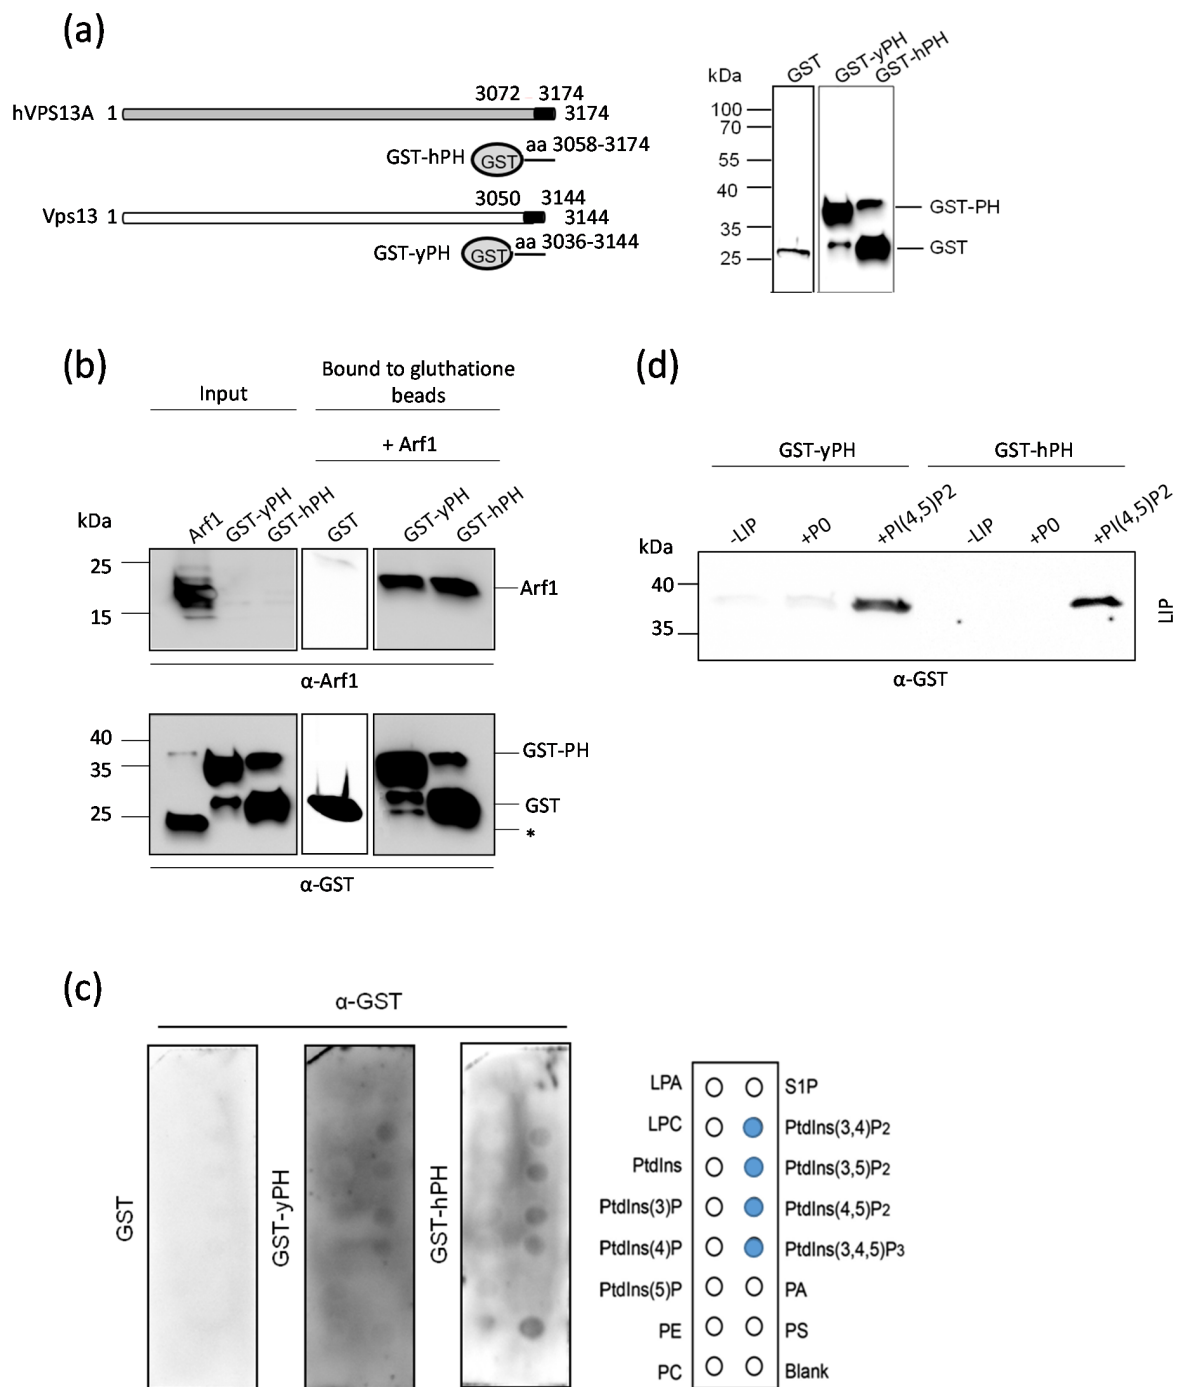 (a)
hVPS13A 1
3072 3174
3174
GST-hPH
GST
aa 3058-3174
Vps13 1
3050 3144
3144
GST-yPH
GST
aa 3036-3144
kDa
GST
GST-yPH
GST-hPH
100
70
55
40
35
25
GST-PH
GST
(b)
Input
Bound to gluthatione
beads
+ Arf1
kDa
Arf1
GST-yPH
GST-hPH
GST
GST-yPH
GST-hPH
25
15
Arf1
α-Arf1
40
35
25
GST-PH
GST
*
α-GST
(d)
GST-yPH
GST-hPH
kDa
-LIP
+P0
+PI(4,5)P2
-LIP
+P0
+PI(4,5)P2
40
35
LIP
α-GST
(c)
α-GST
GST
GST-yPH
GST-hPH
LPA S1P
LPC PtdIns(3,4)P2
PtdIns PtdIns(3,5)P2
PtdIns(3)P PtdIns(4,5)P2
PtdIns(4)P PtdIns(3,4,5)P3
PtdIns(5)P PA
PE PS
PC Blank